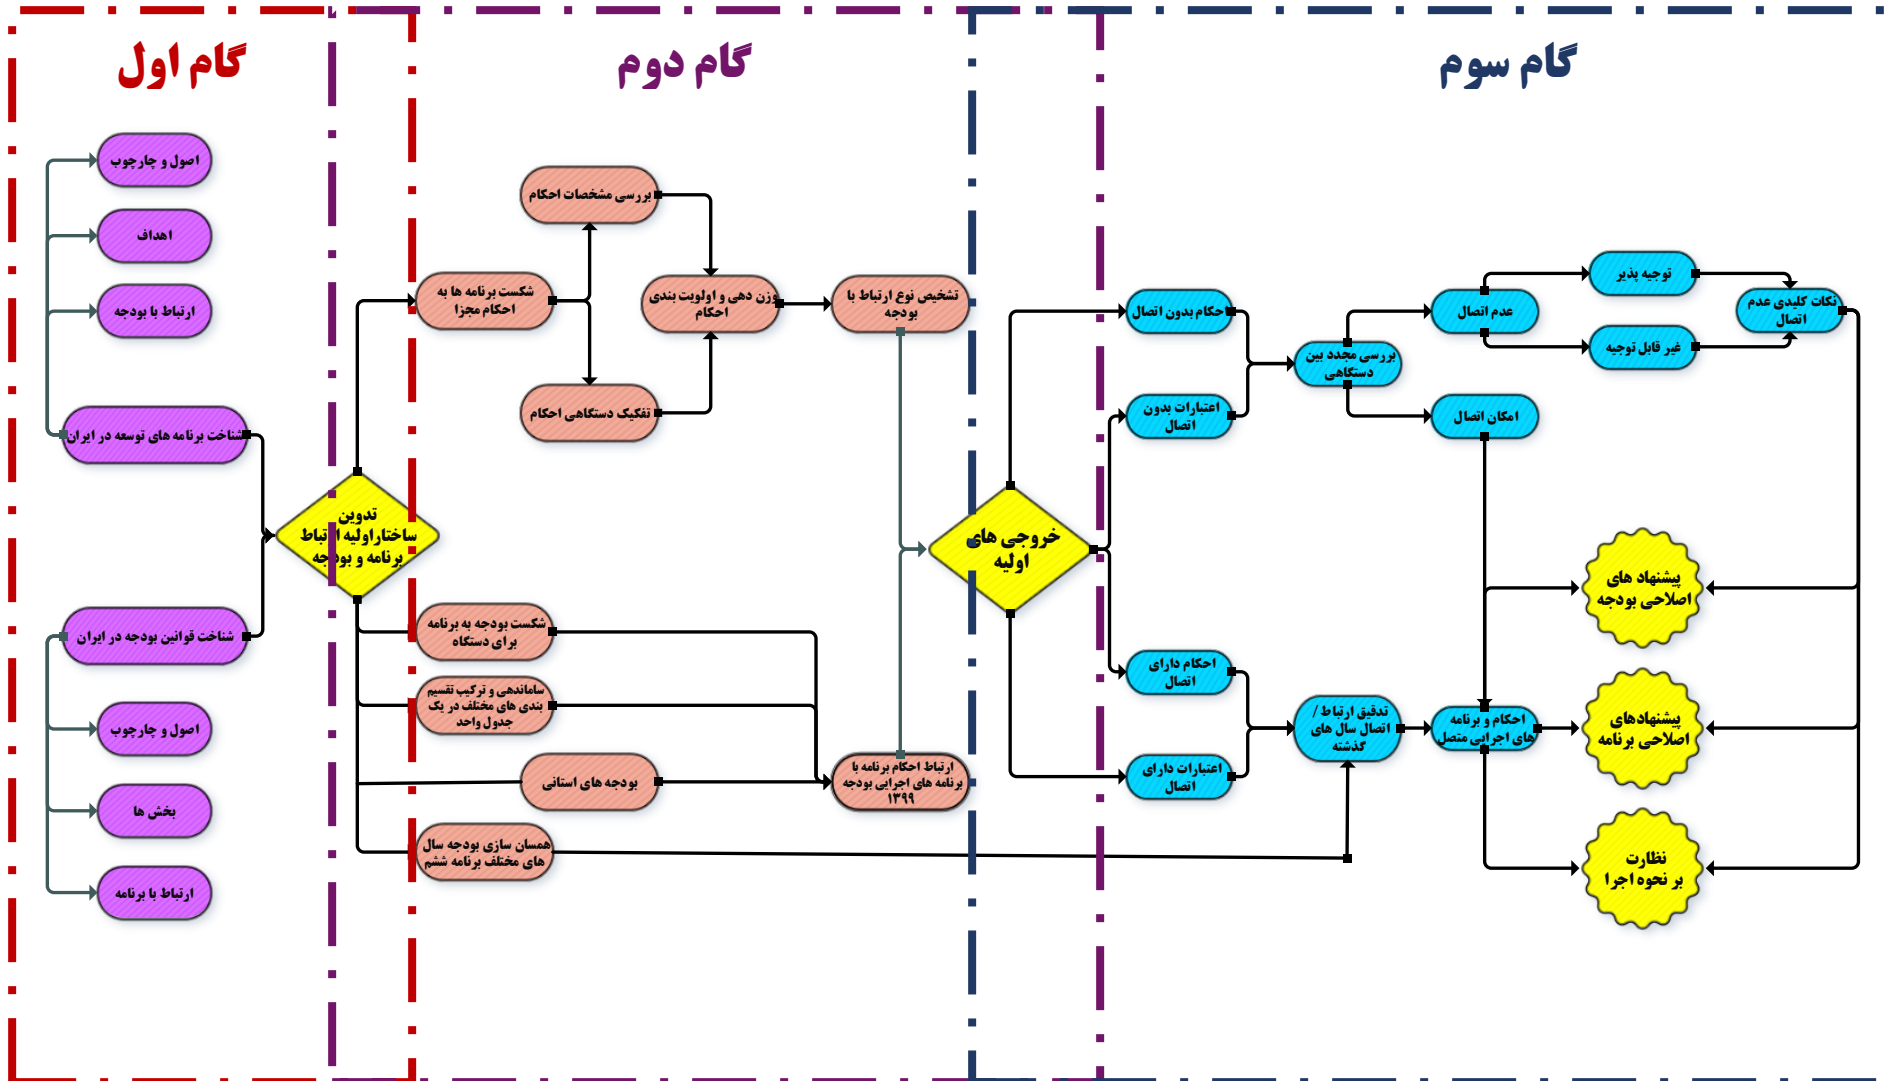 گام اول
گام دوم
گام سوم
اصول و چارچوب
اهداف
ارتباط با بودجه
شناخت برنامه های توسعه در ایران
شناخت قوانین بودجه در ایران
اصول و چارچوب
بخش ها
ارتباط با برنامه
تدوین
ساختاراولیه ارتباط
برنامه و بودجه
بررسی مشخصات احکام
شکست برنامه ها به
احکام مجزا
تفکیک دستگاهی احکام
وزن دهی و اولویت بندی
احکام
تشخیص نوع ارتباط با
بودجه
شکست بودجه به برنامه
برای دستگاه
ساماندهی و ترکیب تقسیم
بندی های مختلف در یک
جدول واحد
بودجه های استانی
همسان سازی بودجه سال
های مختلف برنامه ششم
ارتباط احکام برنامه با
برنامه های اجرایی بودجه
۱۳۹۹
خروجی های
اولیه
احکام بدون اتصال
اعتبارات بدون
اتصال
احکام دارای
اتصال
اعتبارات دارای
اتصال
بررسی مجدد بین
دستگاهی
تدقیق ارتباط /
اتصال سال های
گذشته
عدم اتصال
امکان اتصال
احکام و برنامه
های اجرایی متصل
توجیه پذیر
غیر قابل توجیه
نکات کلیدی عدم
اتصال
پیشنهاد های
اصلاحی بودجه
پیشنهادهای
اصلاحی برنامه
نظارت
بر نحوه اجرا